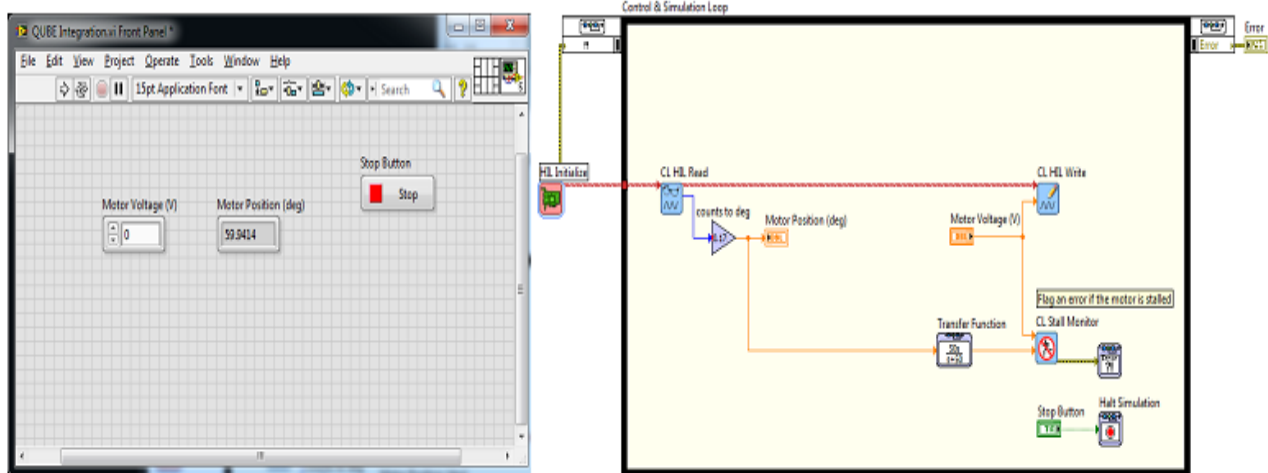 QUBE Integration.vi Front Panel *
File Edit View Project Operate Tools Window Help
15pt Application Font
Search
Stop Button
Stop
Motor Voltage (V)
0
Motor Position (deg)
59.9414
Control & Simulation Loop
Error
Error
HIL Initialize
CL HIL Read
counts to deg
Motor Position (deg)
CL HIL Write
Motor Voltage (V)
Flag an error if the motor is stalled
Transfer Function
CL Stall Monitor
Stop Button
Halt Simulation